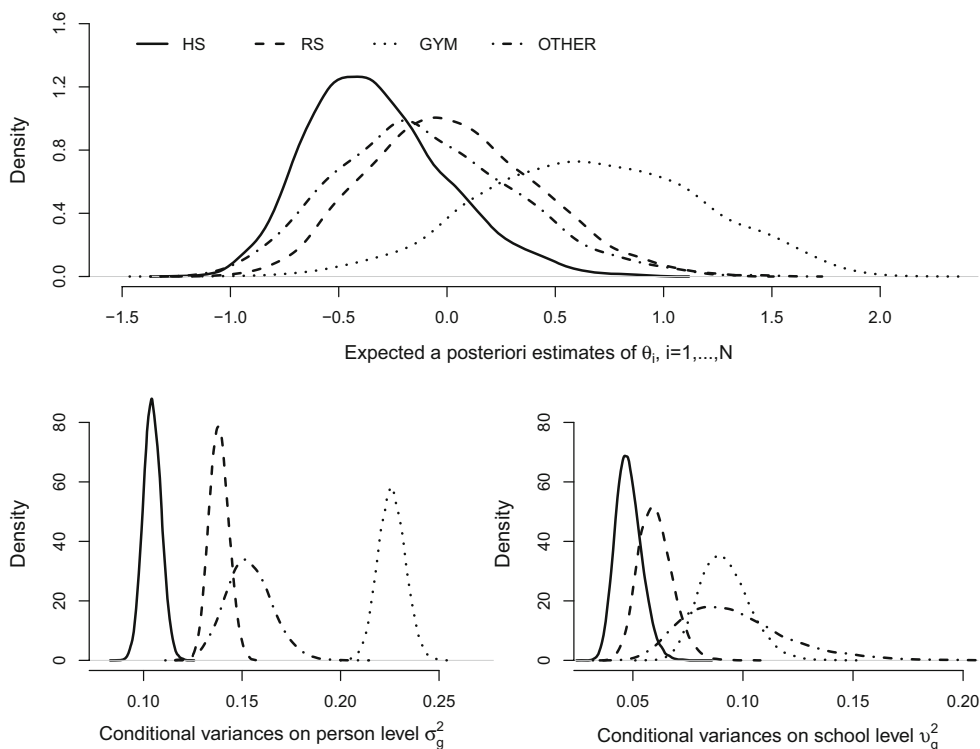 HS RS GYM OTHER
Density
0.0 0.4 0.8 1.2 1.6
−1.5 −1.0 −0.5 0.0 0.5 1.0 1.5 2.0
Expected a posteriori estimates of θi, i=1,...,N
Density
0 20 40 60 80
0.10 0.15 0.20 0.25
Conditional variances on person level σ²g
Density
0 20 40 60 80
0.05 0.10 0.15 0.20
Conditional variances on school level υ²g